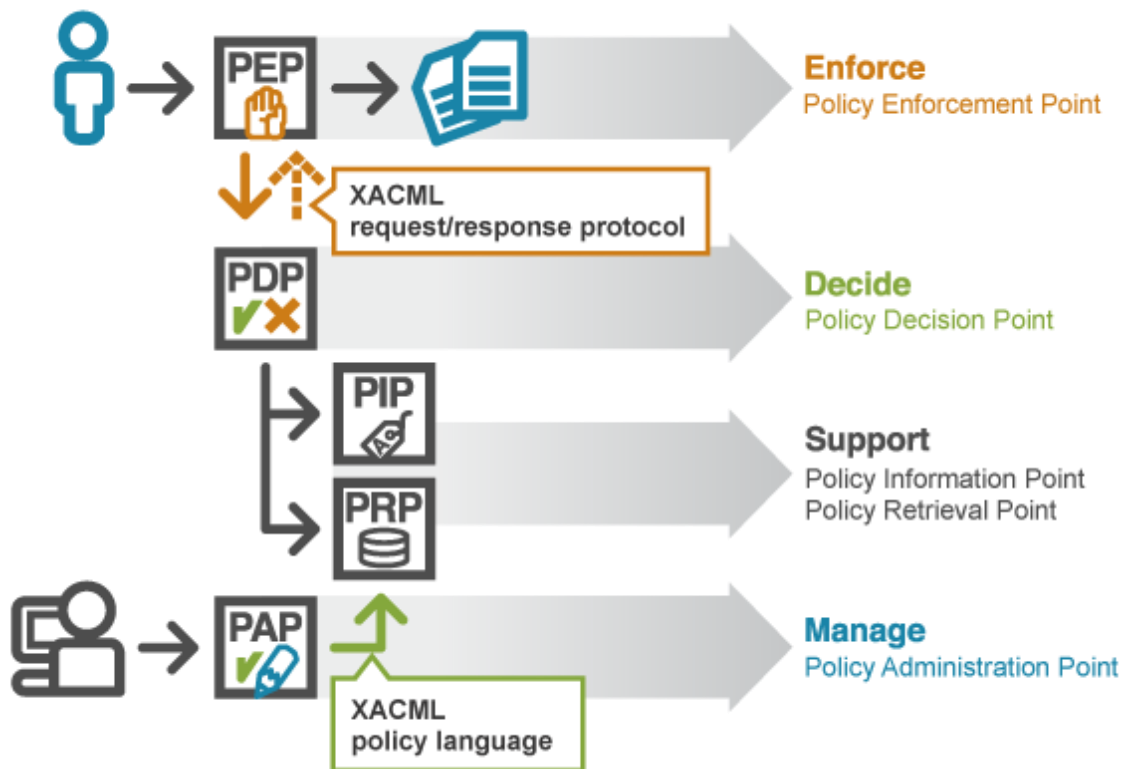 PEP
Enforce
Policy Enforcement Point
XACML
request/response protocol
PDP
Decide
Policy Decision Point
PIP
A
Support
Policy Information Point
Policy Retrieval Point
PRP
PAP
Manage
Policy Administration Point
XACML
policy language